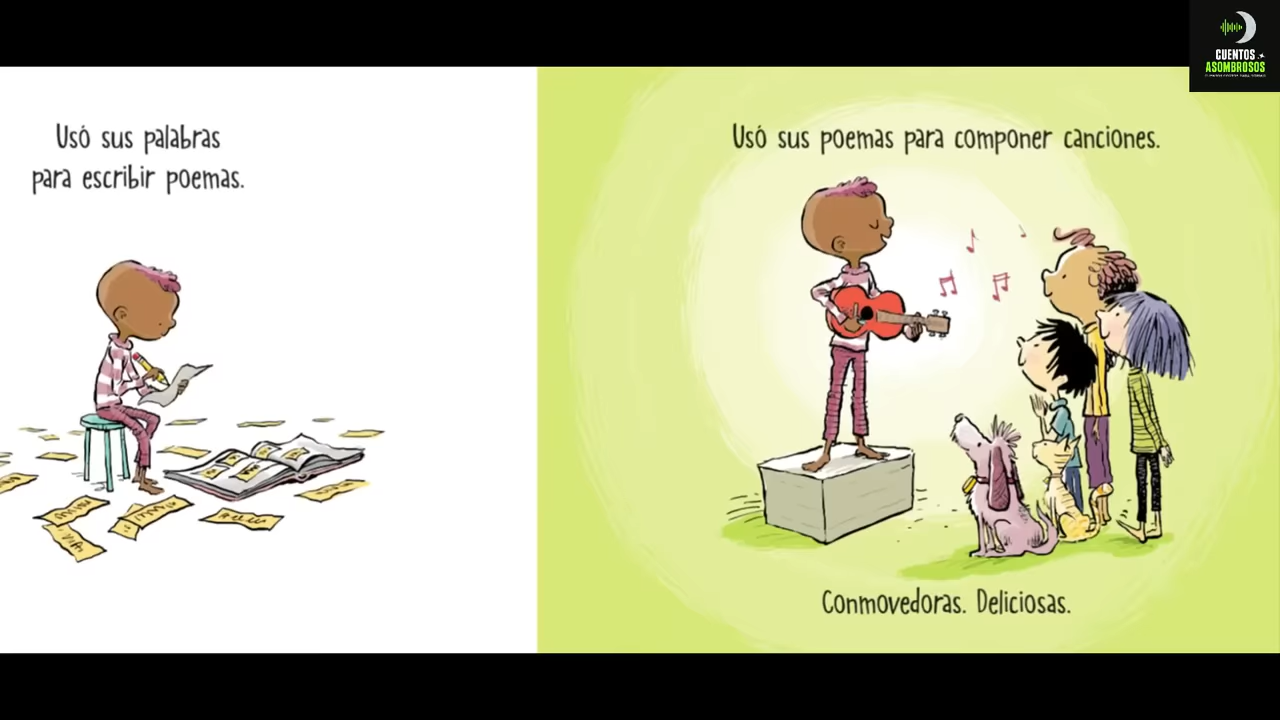 Usó sus palabras
para escribir poemas.
Usó sus poemas para componer canciones.
Conmovedoras. Deliciosas.
CUENTOS
ASOMBROSOS